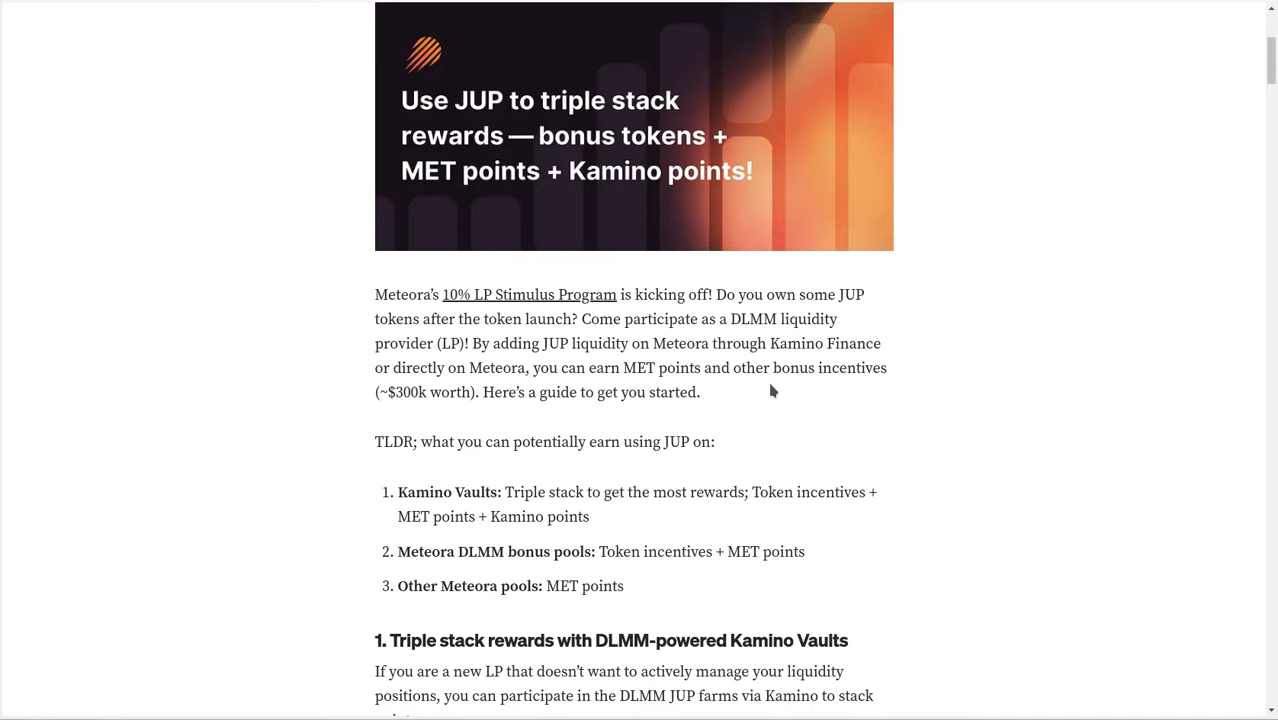 Use JUP to triple stack
rewards — bonus tokens +
MET points + Kamino points!
Meteora’s 10% LP Stimulus Program is kicking off! Do you own some JUP
tokens after the token launch? Come participate as a DLMM liquidity
provider (LP)! By adding JUP liquidity on Meteora through Kamino Finance
or directly on Meteora, you can earn MET points and other bonus incentives
(~$300k worth). Here’s a guide to get you started.
TLDR; what you can potentially earn using JUP on:
1. Kamino Vaults: Triple stack to get the most rewards; Token incentives +
MET points + Kamino points
2. Meteora DLMM bonus pools: Token incentives + MET points
3. Other Meteora pools: MET points
1. Triple stack rewards with DLMM-powered Kamino Vaults
If you are a new LP that doesn’t want to actively manage your liquidity
positions, you can participate in the DLMM JUP farms via Kamino to stack